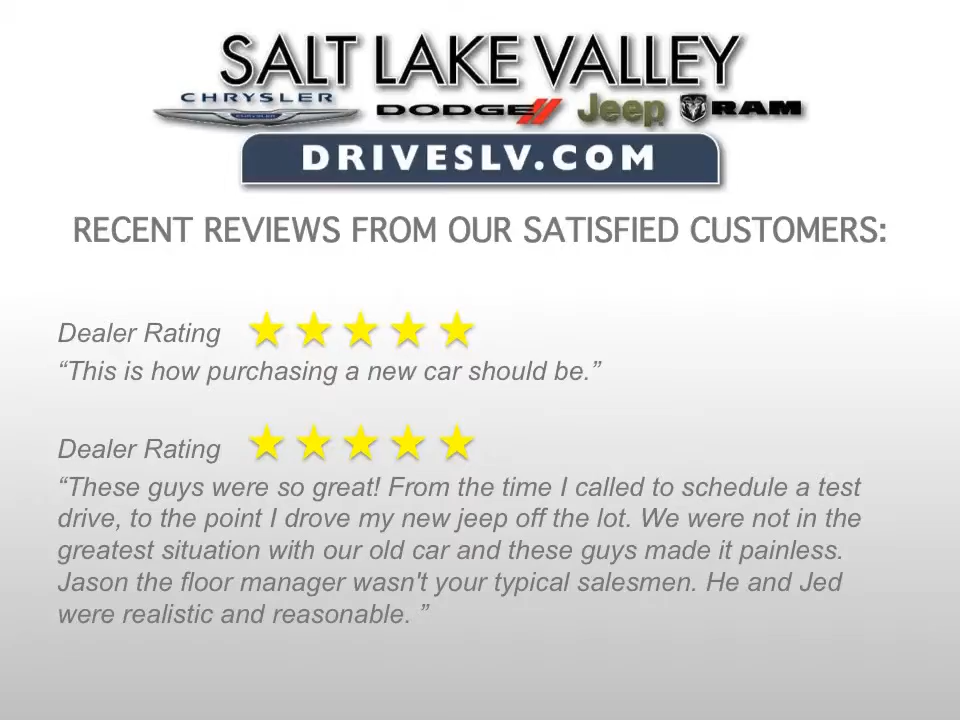 SALT LAKE VALLEY
CHRYSLER DODGE Jeep RAM
DRIVESLV.COM
RECENT REVIEWS FROM OUR SATISFIED CUSTOMERS:
Dealer Rating
“This is how purchasing a new car should be.”
Dealer Rating
“These guys were so great! From the time I called to schedule a test
drive, to the point I drove my new jeep off the lot. We were not in the
greatest situation with our old car and these guys made it painless.
Jason the floor manager wasn't your typical salesmen. He and Jed
were realistic and reasonable. ”